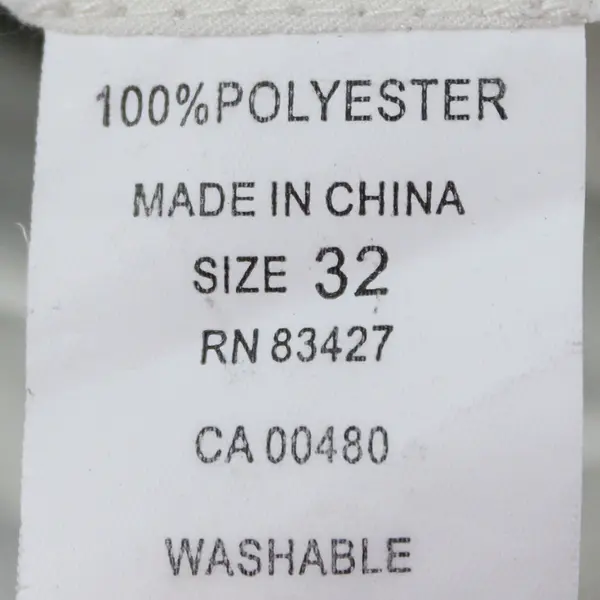 100%POLYESTER
MADE IN CHINA
SIZE 32
RN 83427
CA 00480
WASHABLE